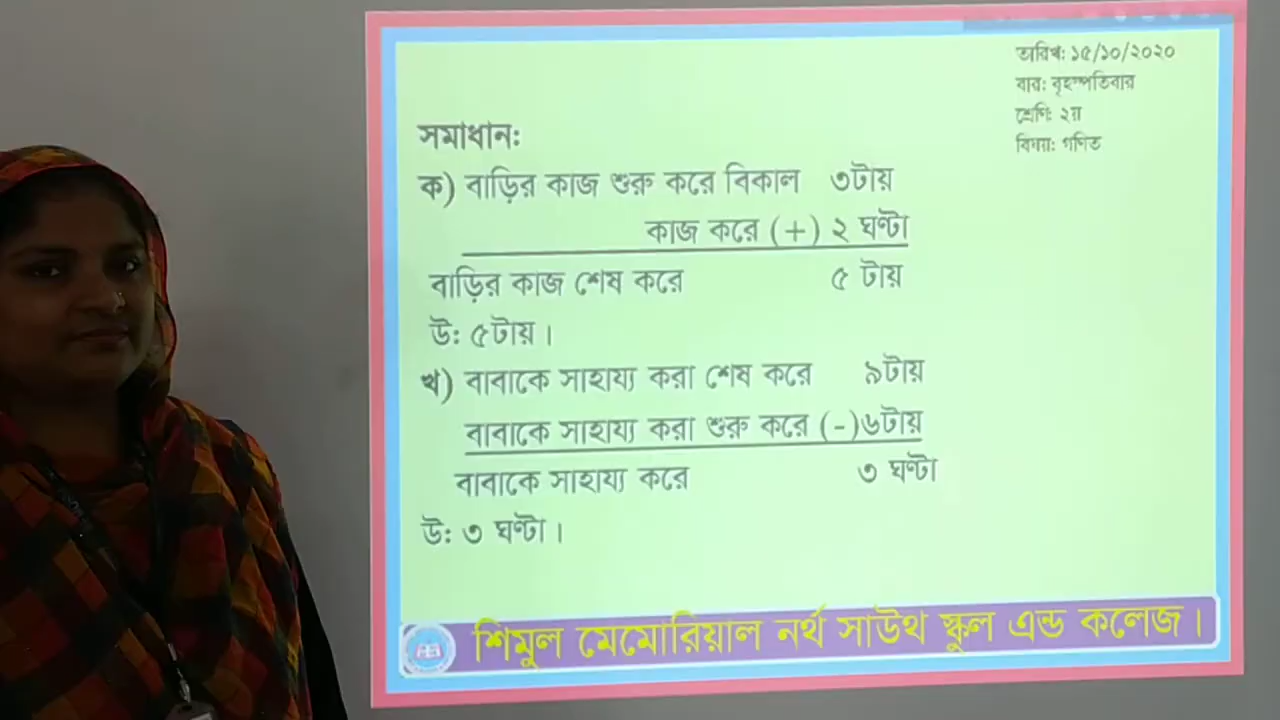 তারিখ: ১৫/১০/২০২০
বার: বৃহস্পতিবার
শ্রেণি: ২য়
বিষয়: গণিত
সমাধান:
ক) বাড়ির কাজ শুরু করে বিকাল ৩টায়
কাজ করে (+) ২ ঘণ্টা
বাড়ির কাজ শেষ করে ৫ টায়
উ: ৫টায়।
খ) বাবাকে সাহায্য করা শেষ করে ৯টায়
বাবাকে সাহায্য করা শুরু করে (-)৬টায়
বাবাকে সাহায্য করে ৩ ঘণ্টা
উ: ৩ ঘণ্টা।
শিমুল মেমোরিয়াল নর্থ সাউথ স্কুল এন্ড কলেজ।